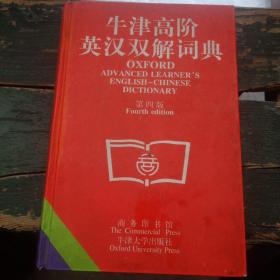 牛津高阶
英汉双解词典
OXFORD
ADVANCED LEARNER'S
ENGLISH-CHINESE
DICTIONARY
第四版
Fourth edition
商务印书馆
The Commercial Press
牛津大学出版社
Oxford University Press